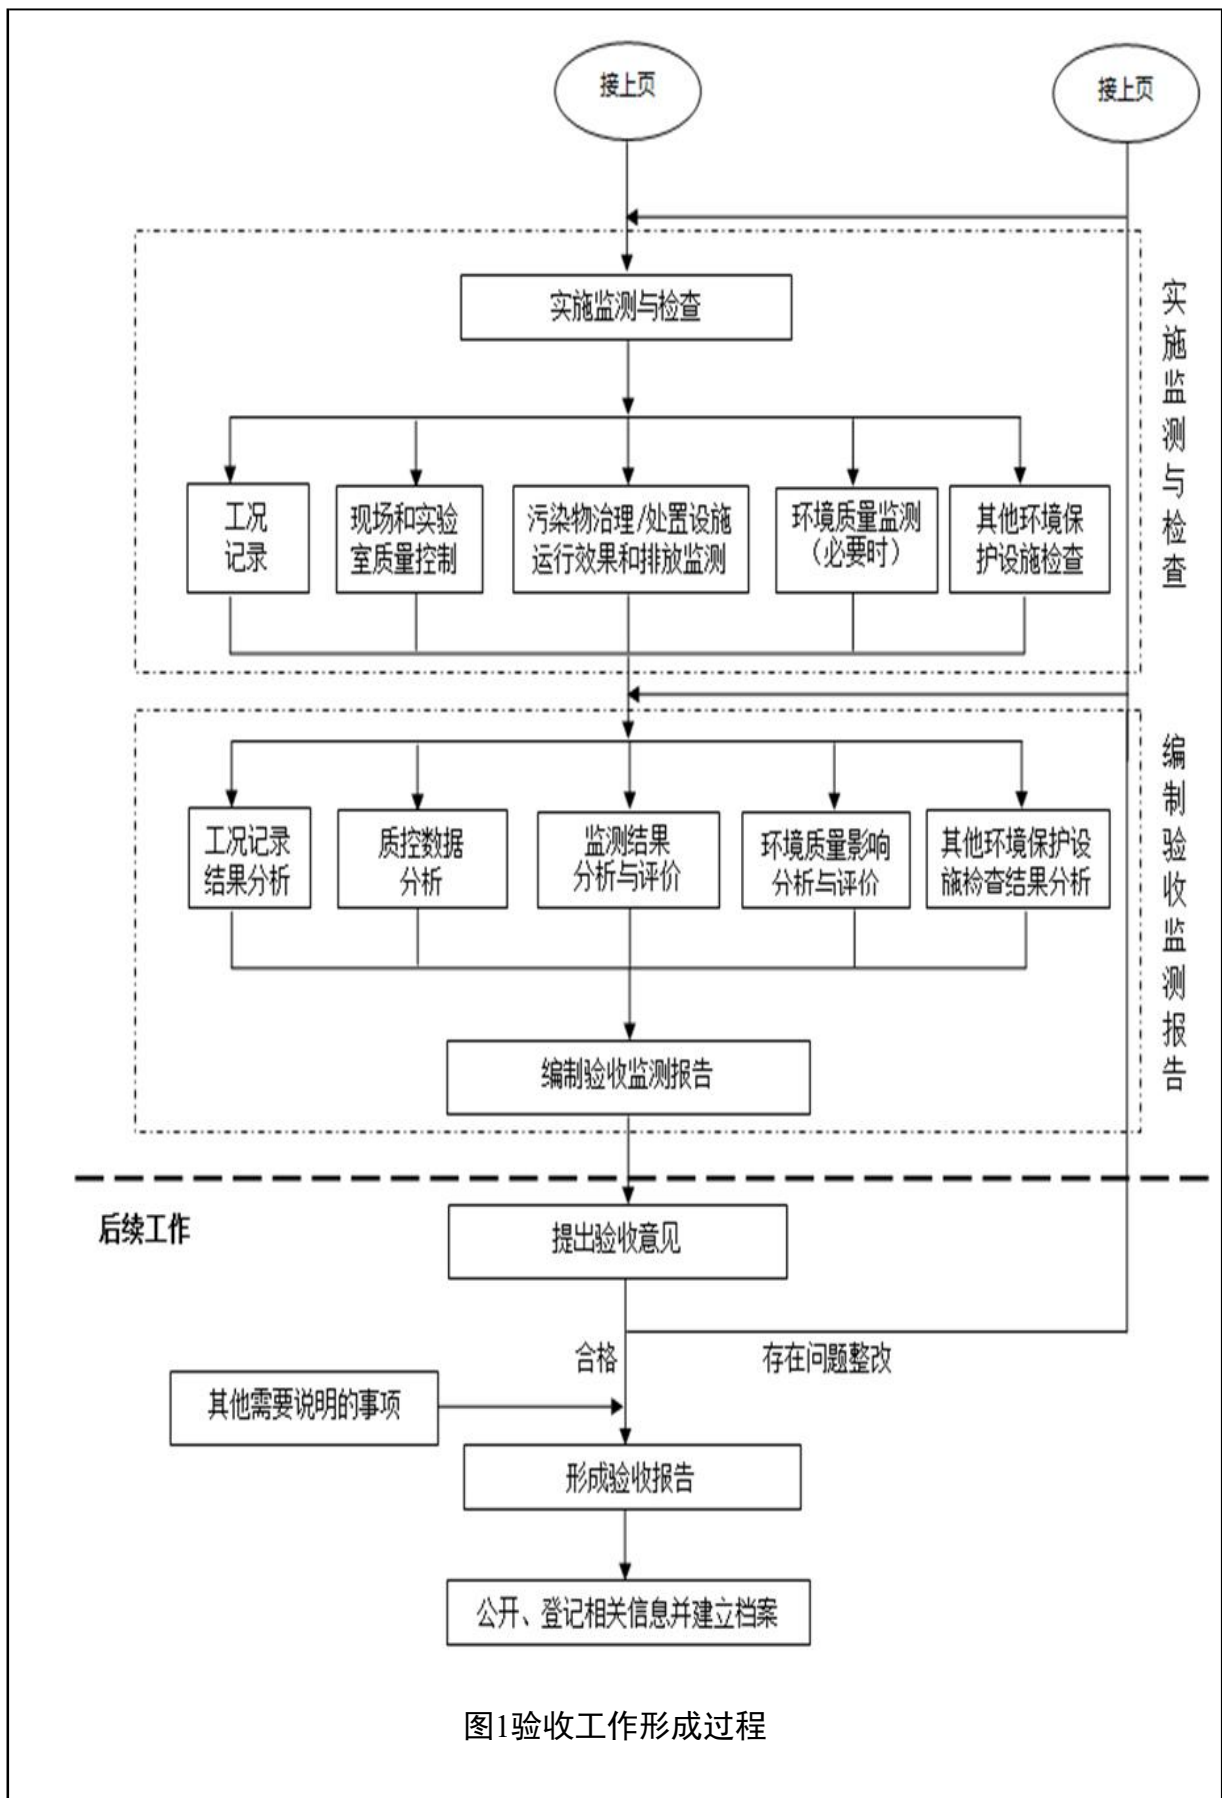 接上页
接上页
实施监测与检查
实施监测与检查
工况
记录
现场和实验
室质量控制
污染物治理/处置设施
运行效果和排放监测
环境质量监测
（必要时）
其他环境保
护设施检查
编制验收监测报告
工况记录
结果分析
质控数据
分析
监测结果
分析与评价
环境质量影响
分析与评价
其他环境保护设
施检查结果分析
编制验收监测报告
后续工作
提出验收意见
合格
存在问题整改
其他需要说明的事项
形成验收报告
公开、登记相关信息并建立档案
图1验收工作形成过程